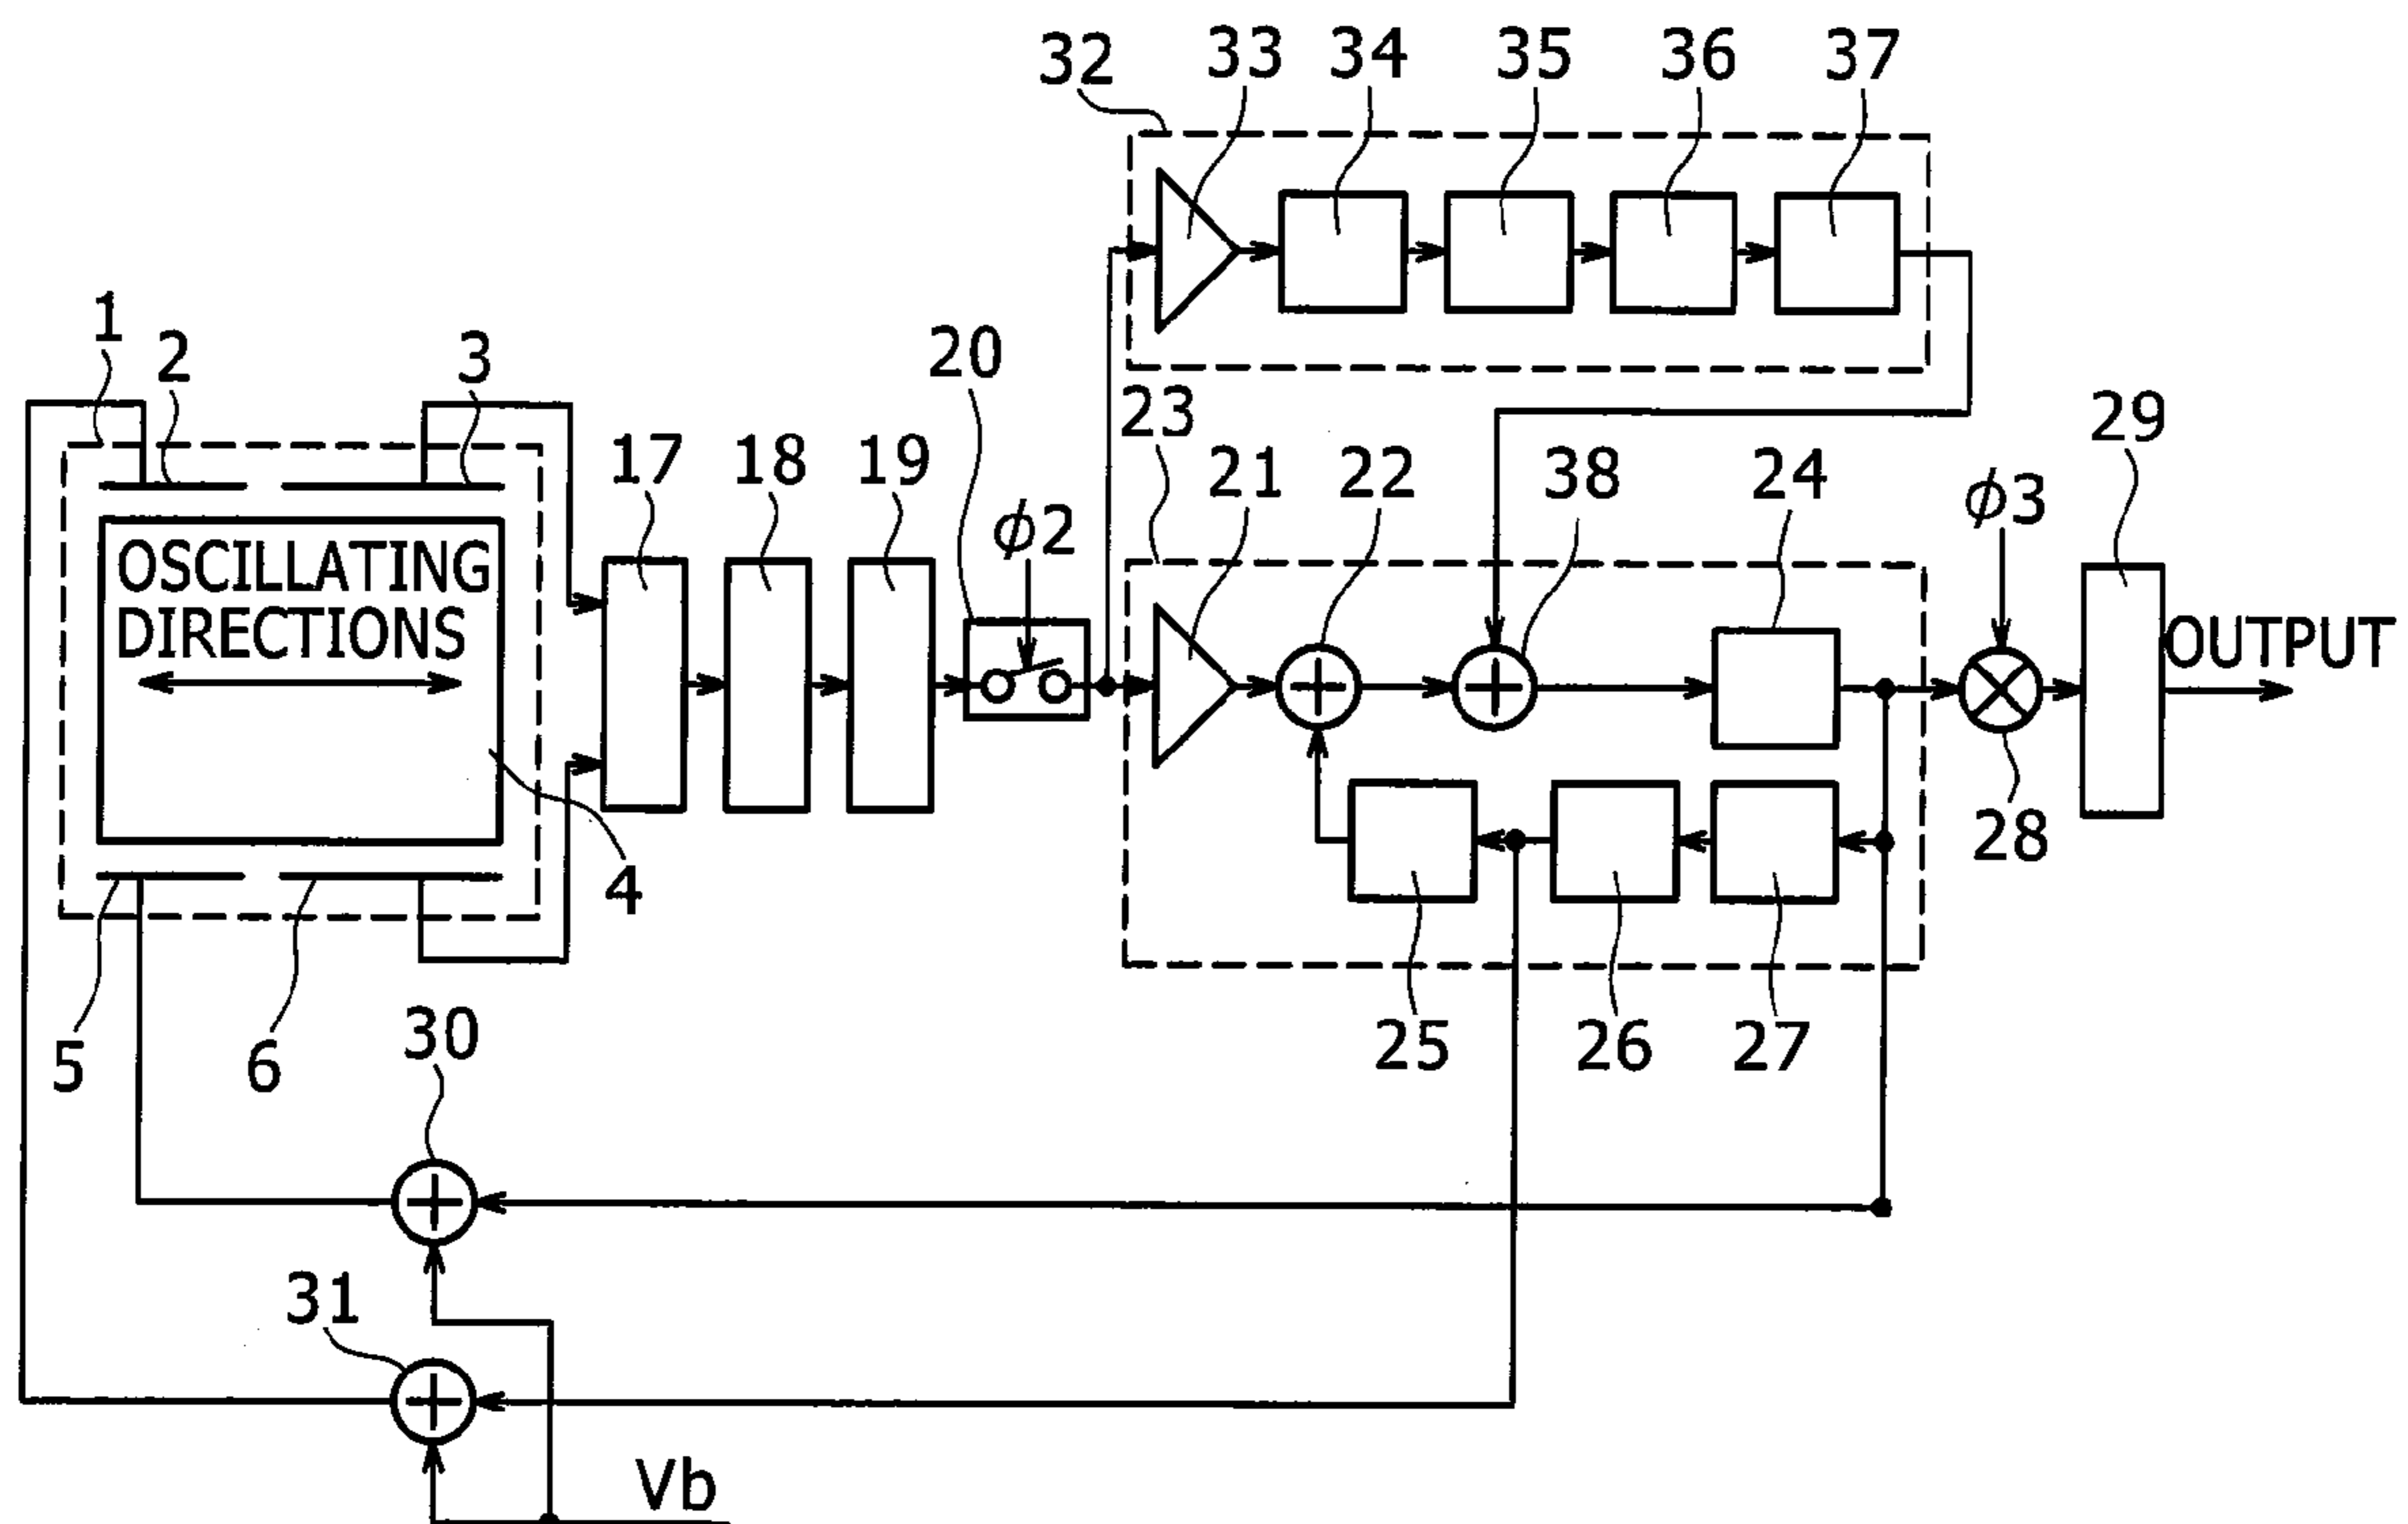 32 33 34 35 36 37
1 2 3 20
23 29
17 18 19 21 22 38 24
ϕ2 ϕ3
OSCILLATING
DIRECTIONS
OUTPUT
4 28
5 6 30 25 26 27
31
Vb